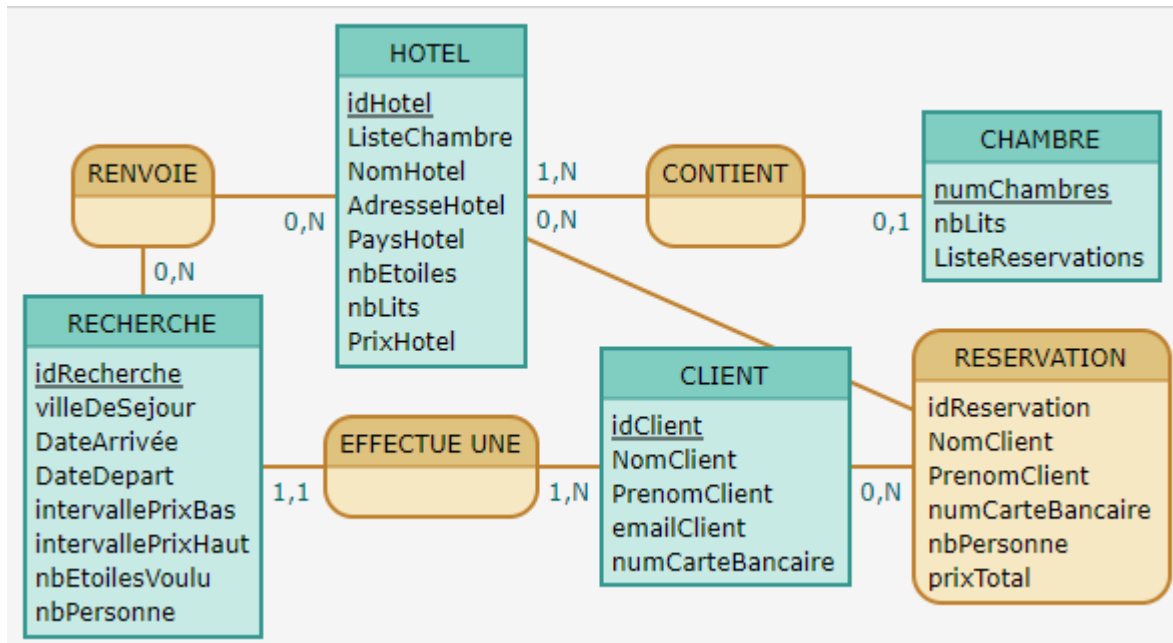 HOTEL
idHotel
ListeChambre
NomHotel
AdresseHotel
PaysHotel
nbEtoiles
nbLits
PrixHotel
RENVOIE
0,N
0,N
1,N
0,N
CONTIENT
0,1
CHAMBRE
numChambres
nbLits
ListeReservations
RECHERCHE
idRecherche
villeDeSejour
DateArrivée
DateDepart
intervallePrixBas
intervallePrixHaut
nbEtoilesVoulu
nbPersonne
1,1
EFFECTUE UNE
1,N
CLIENT
idClient
NomClient
PrenomClient
emailClient
numCarteBancaire
0,N
RESERVATION
idReservation
NomClient
PrenomClient
numCarteBancaire
nbPersonne
prixTotal